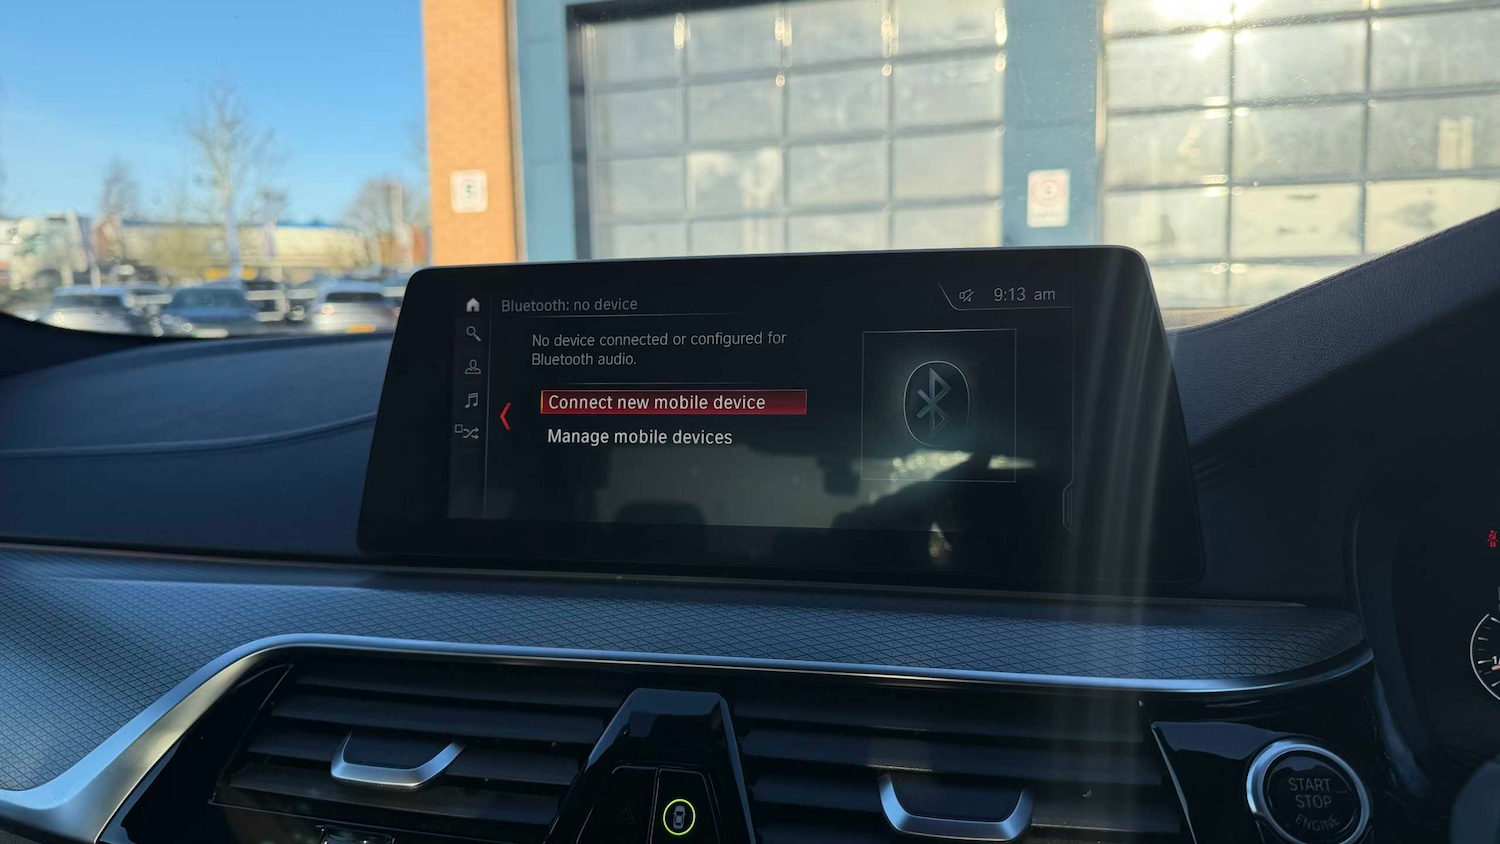 Bluetooth: no device
9:13 am
No device connected or configured for
Bluetooth audio.
Connect new mobile device
Manage mobile devices
START
STOP
ENGINE